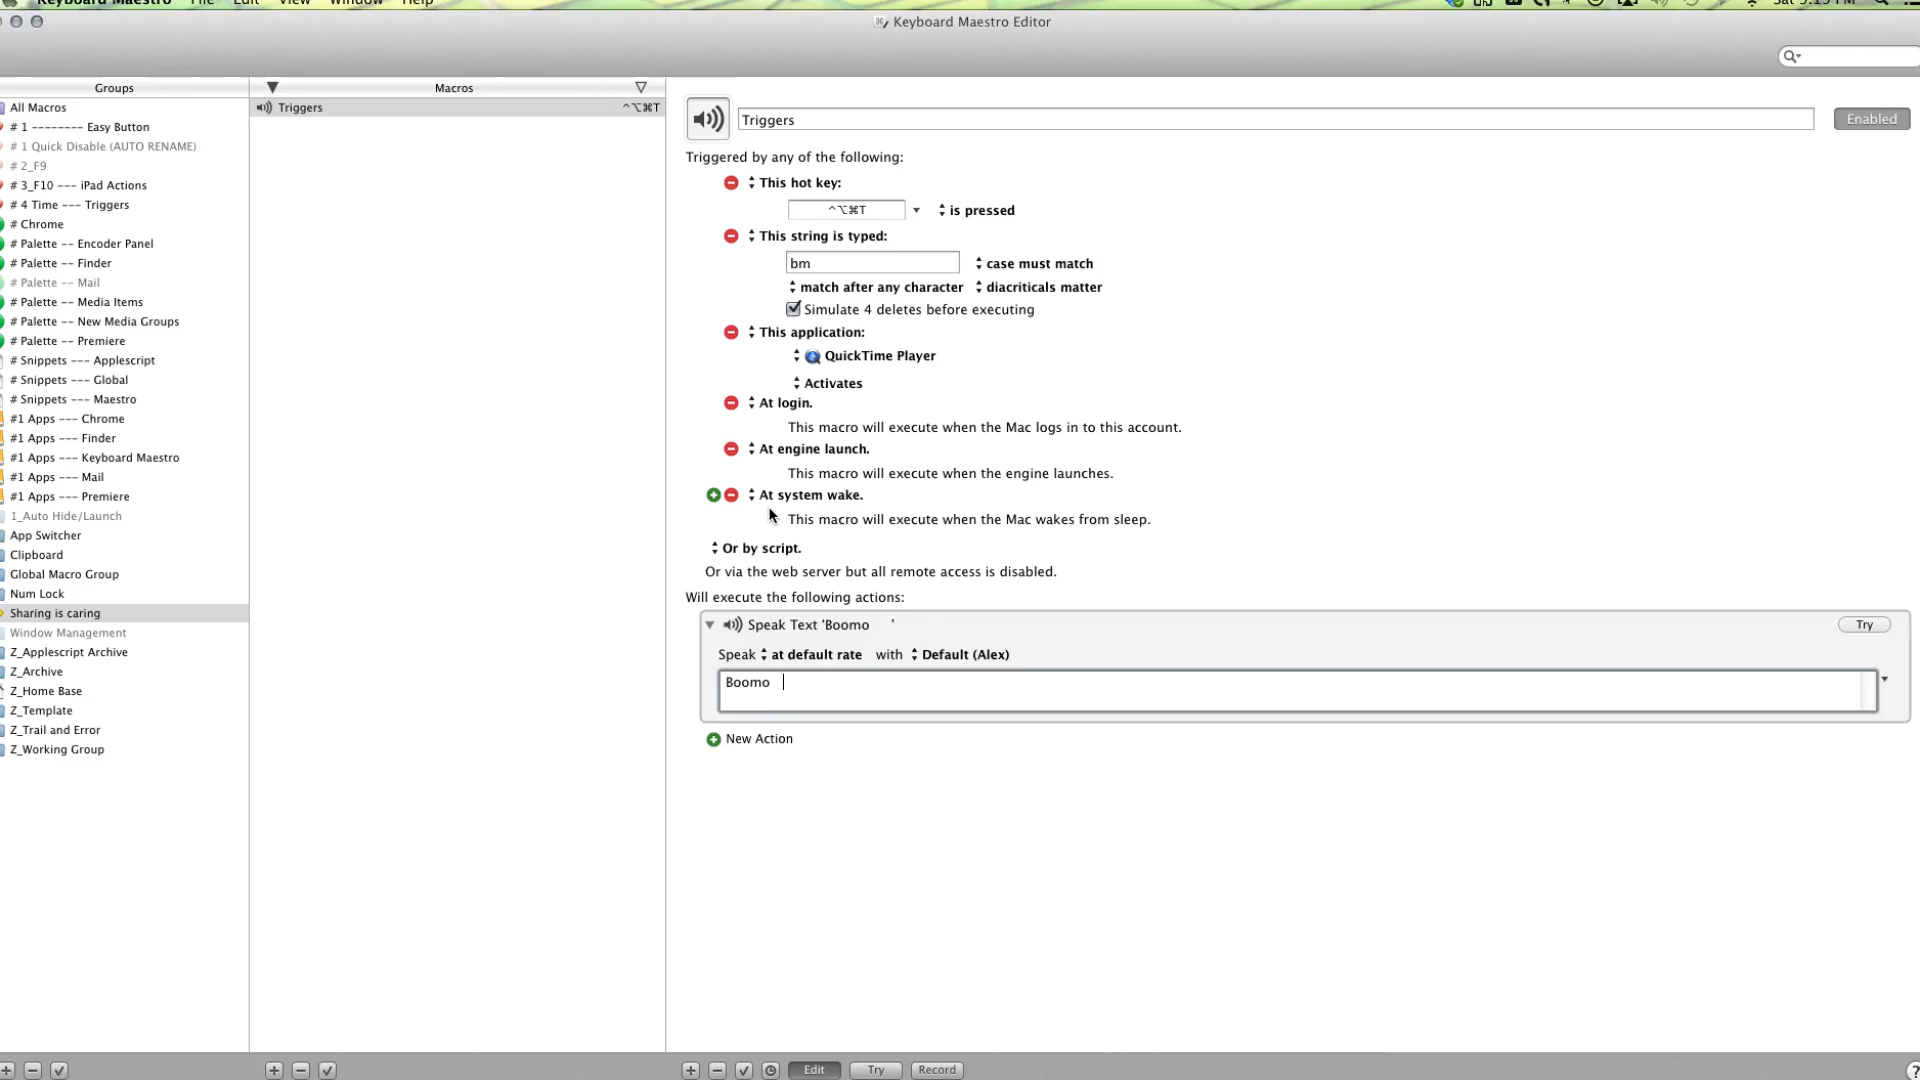 Keyboard Maestro File Edit View Window Help
Keyboard Maestro Editor
Groups
All Macros
# 1 -------- Easy Button
# 1 Quick Disable (AUTO RENAME)
# 2_F9
# 3_F10 --- iPad Actions
# 4 Time --- Triggers
# Chrome
# Palette -- Encoder Panel
# Palette -- Finder
# Palette -- Mail
# Palette -- Media Items
# Palette -- New Media Groups
# Palette -- Premiere
# Snippets --- Applescript
# Snippets --- Global
# Snippets --- Maestro
#1 Apps --- Chrome
#1 Apps --- Finder
#1 Apps --- Keyboard Maestro
#1 Apps --- Mail
#1 Apps --- Premiere
1_Auto Hide/Launch
App Switcher
Clipboard
Global Macro Group
Num Lock
Sharing is caring
Window Management
Z_Applescript Archive
Z_Archive
Z_Home Base
Z_Template
Z_Trail and Error
Z_Working Group
Macros
Triggers ^⌥⌘T
Triggers
Enabled
Triggered by any of the following:
This hot key:
^⌥⌘T is pressed
This string is typed:
bm case must match
match after any character diacriticals matter
Simulate 4 deletes before executing
This application:
QuickTime Player
Activates
At login.
This macro will execute when the Mac logs in to this account.
At engine launch.
This macro will execute when the engine launches.
At system wake.
This macro will execute when the Mac wakes from sleep.
Or by script.
Or via the web server but all remote access is disabled.
Will execute the following actions:
Speak Text 'Boomo ' Try
Speak at default rate with Default (Alex)
Boomo
New Action
Edit Try Record
?